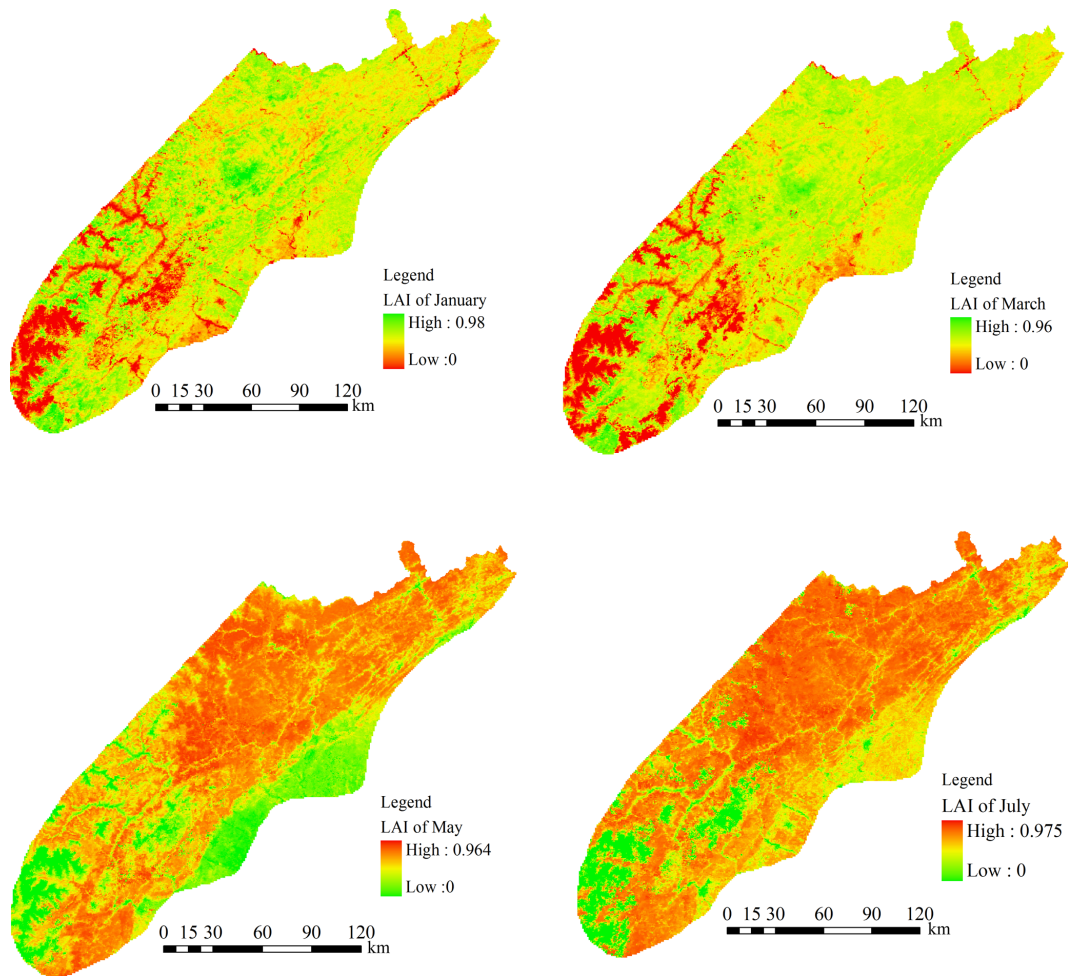 Legend
LAI of January
High : 0.98
Low :0
0 15 30 60 90 120
km
Legend
LAI of March
High : 0.96
Low : 0
0 15 30 60 90 120
km
Legend
LAI of May
High : 0.964
Low :0
0 15 30 60 90 120
km
Legend
LAI of July
High : 0.975
Low : 0
0 15 30 60 90 120
km